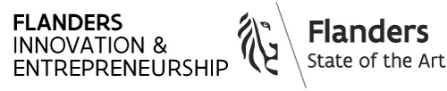 FLANDERS
INNOVATION &
ENTREPRENEURSHIP
Flanders
State of the Art